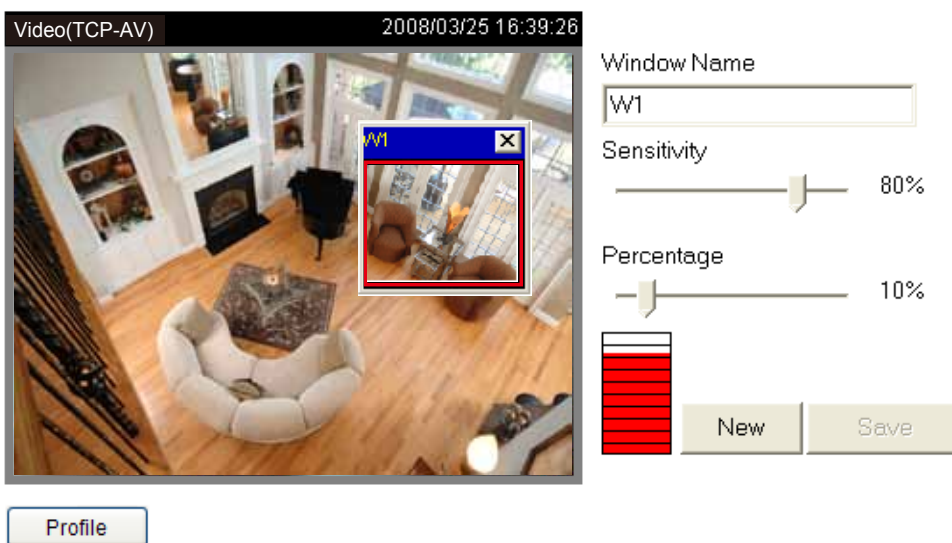 Video(TCP-AV) 2008/03/25 16:39:26
W1
Window Name
W1
Sensitivity
80%
Percentage
10%
New Save
Profile